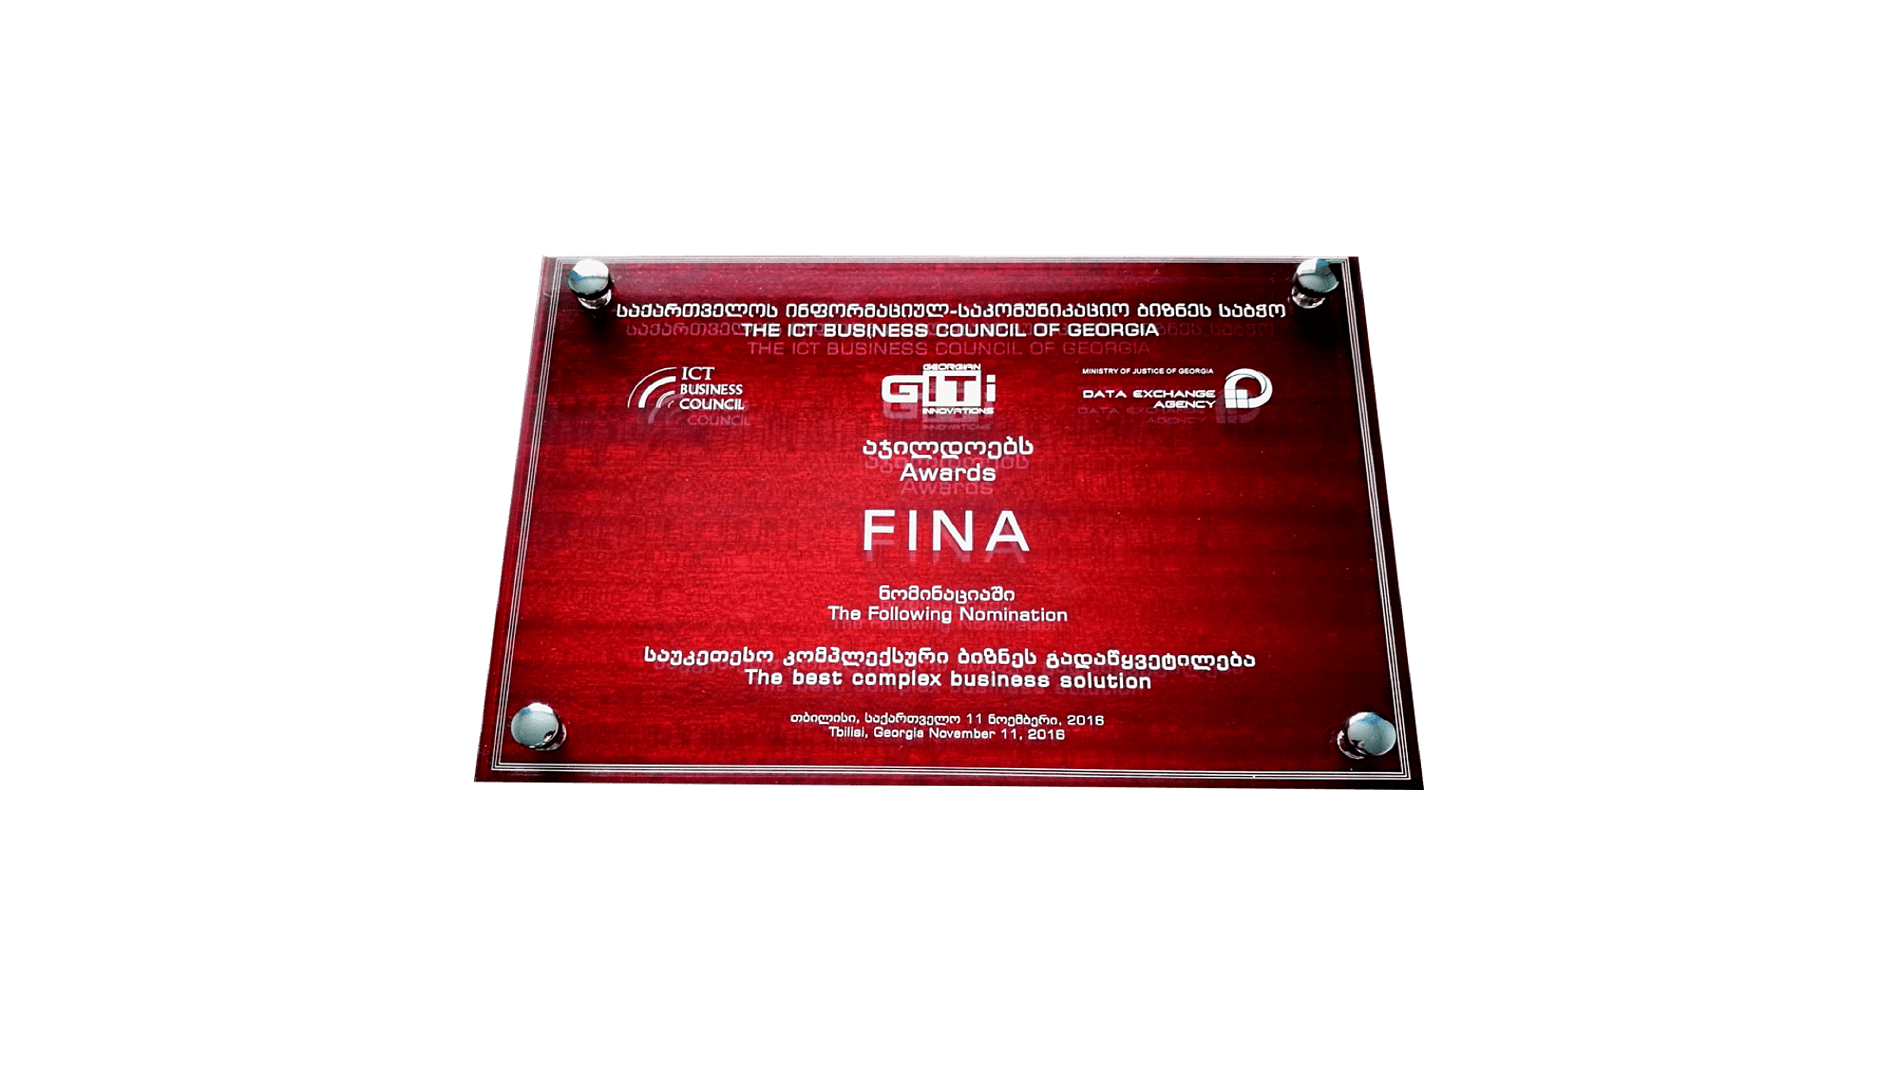 საქართველოს ინფორმაციულ-საკომუნიკაციო ბიზნეს საბჭო
THE ICT BUSINESS COUNCIL OF GEORGIA
ICT
BUSINESS
COUNCIL
GEORGIAN
GITi
INNOVATIONS
MINISTRY OF JUSTICE OF GEORGIA
DATA EXCHANGE
AGENCY
აჯილდოებს
Awards
FINA
ნომინაციაში
The Following Nomination
საუკეთესო კომპლექსური ბიზნეს გადაწყვეტილება
The best complex business solution
თბილისი, საქართველო 11 ნოემბერი, 2016
Tbilisi, Georgia November 11, 2016